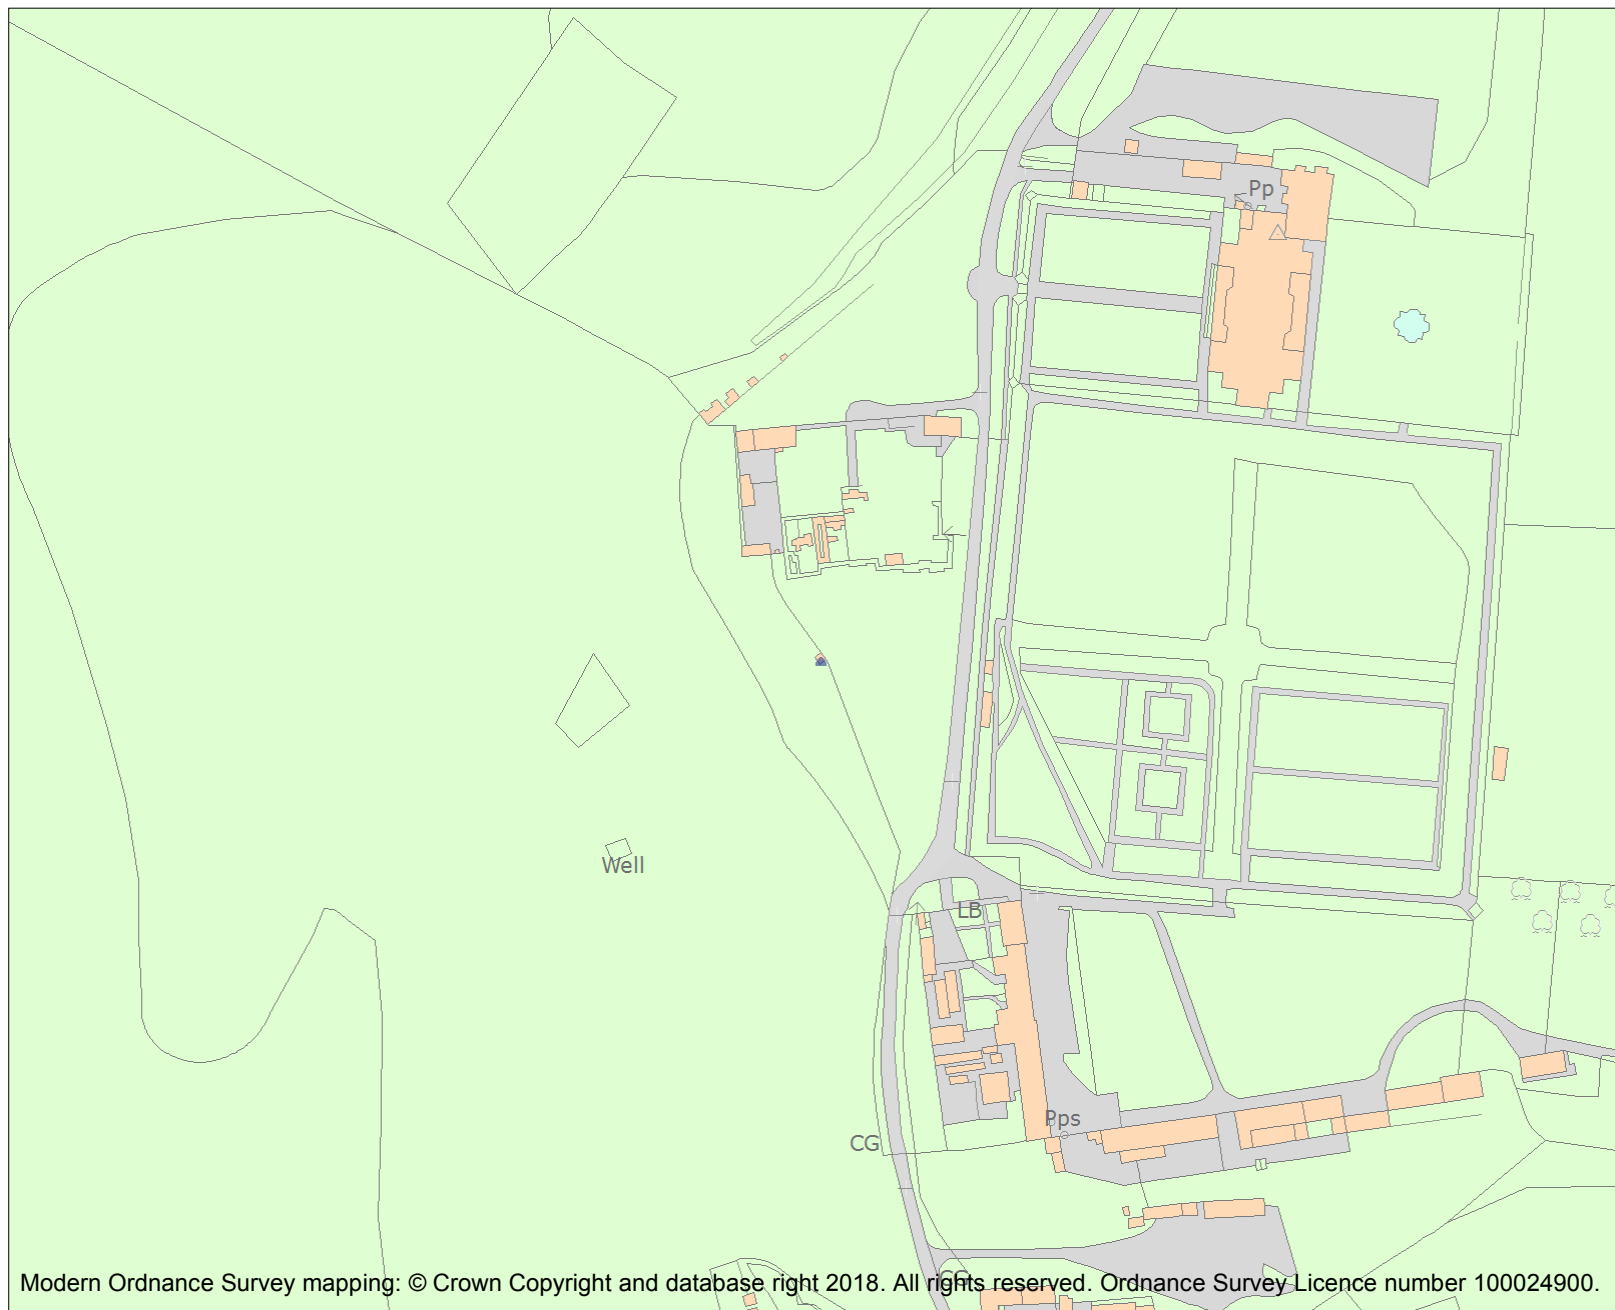 Pp
Well
LB
Pps
CG
CG
Modern Ordnance Survey mapping: © Crown Copyright and database right 2018. All rights reserved. Ordnance Survey Licence number 100024900.